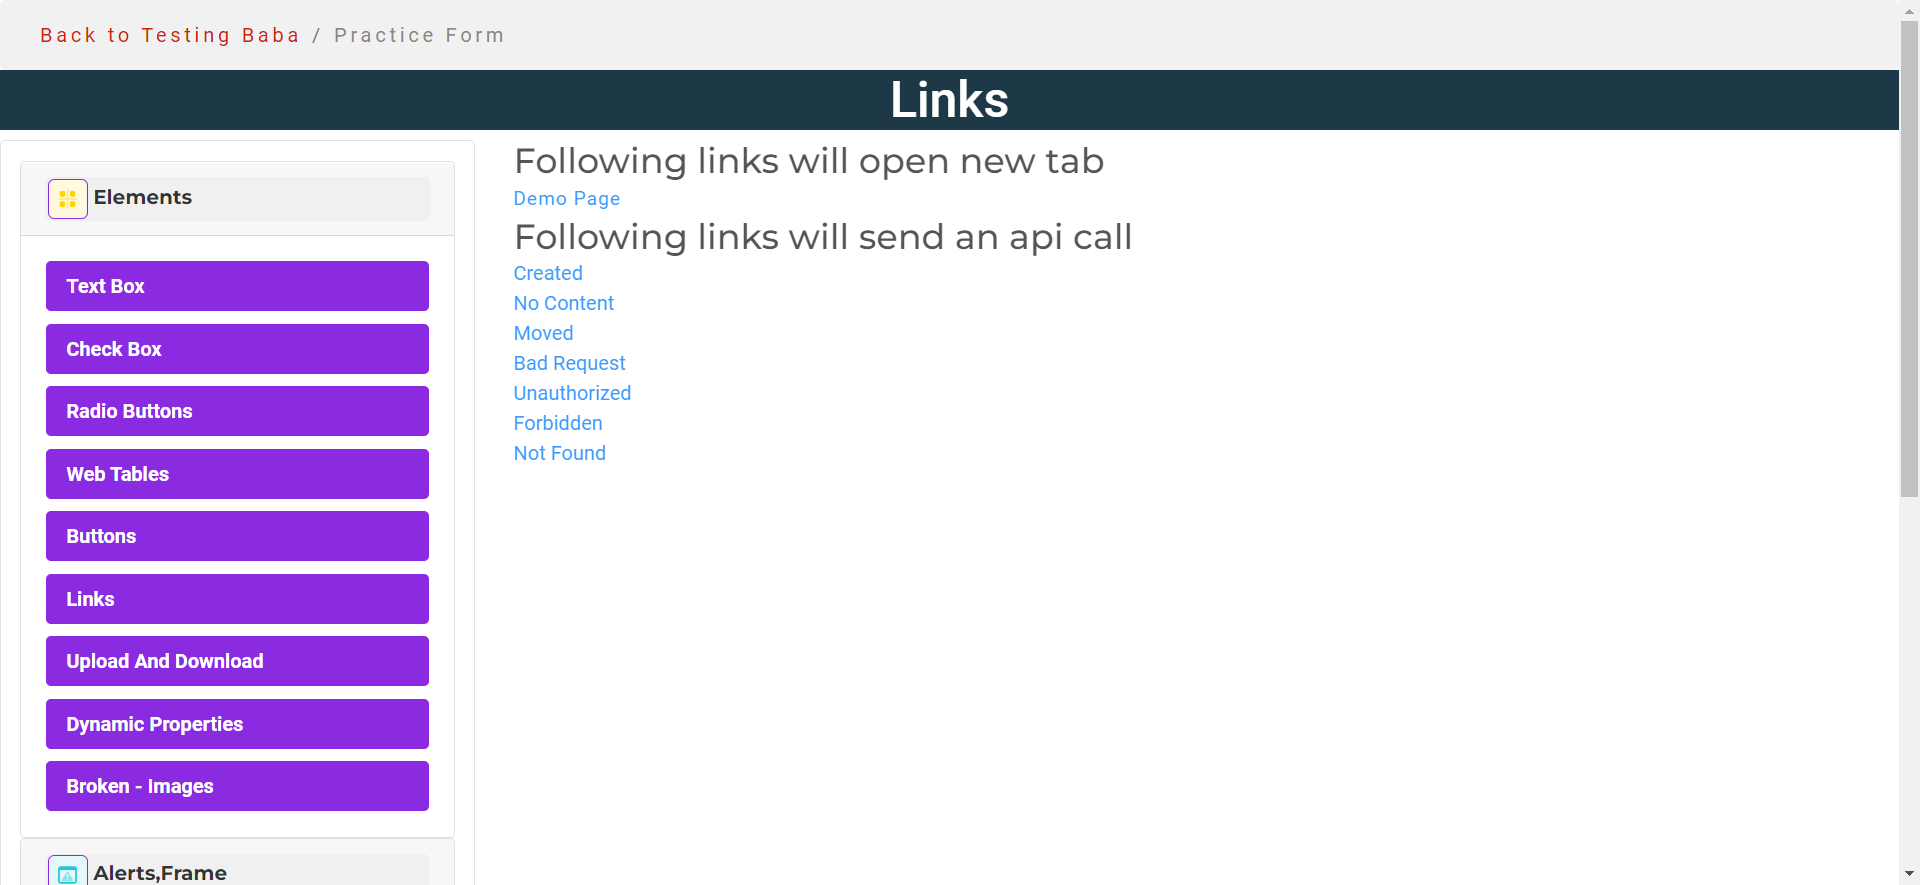 Back to Testing Baba / Practice Form
Links
Elements
Text Box
Check Box
Radio Buttons
Web Tables
Buttons
Links
Upload And Download
Dynamic Properties
Broken - Images
Alerts,Frame
Following links will open new tab
Demo Page
Following links will send an api call
Created
No Content
Moved
Bad Request
Unauthorized
Forbidden
Not Found